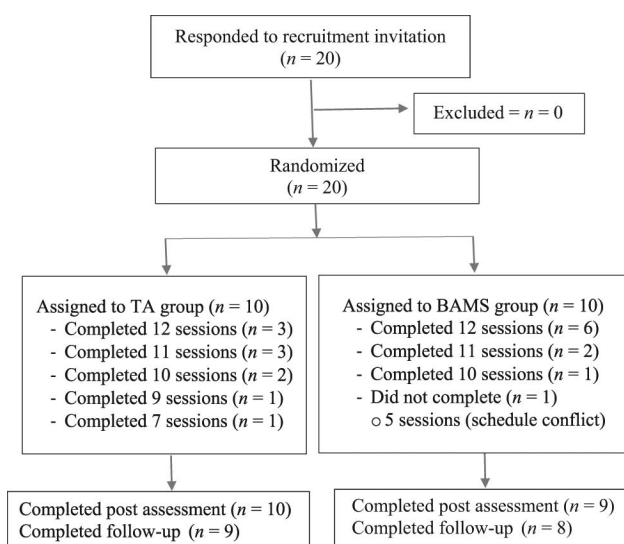 Responded to recruitment invitation
(n = 20)
Excluded = n = 0
Randomized
(n = 20)
Assigned to TA group (n = 10)
- Completed 12 sessions (n = 3)
- Completed 11 sessions (n = 3)
- Completed 10 sessions (n = 2)
- Completed 9 sessions (n = 1)
- Completed 7 sessions (n = 1)
Assigned to BAMS group (n = 10)
- Completed 12 sessions (n = 6)
- Completed 11 sessions (n = 2)
- Completed 10 sessions (n = 1)
- Did not complete (n = 1)
○ 5 sessions (schedule conflict)
Completed post assessment (n = 10)
Completed follow-up (n = 9)
Completed post assessment (n = 9)
Completed follow-up (n = 8)